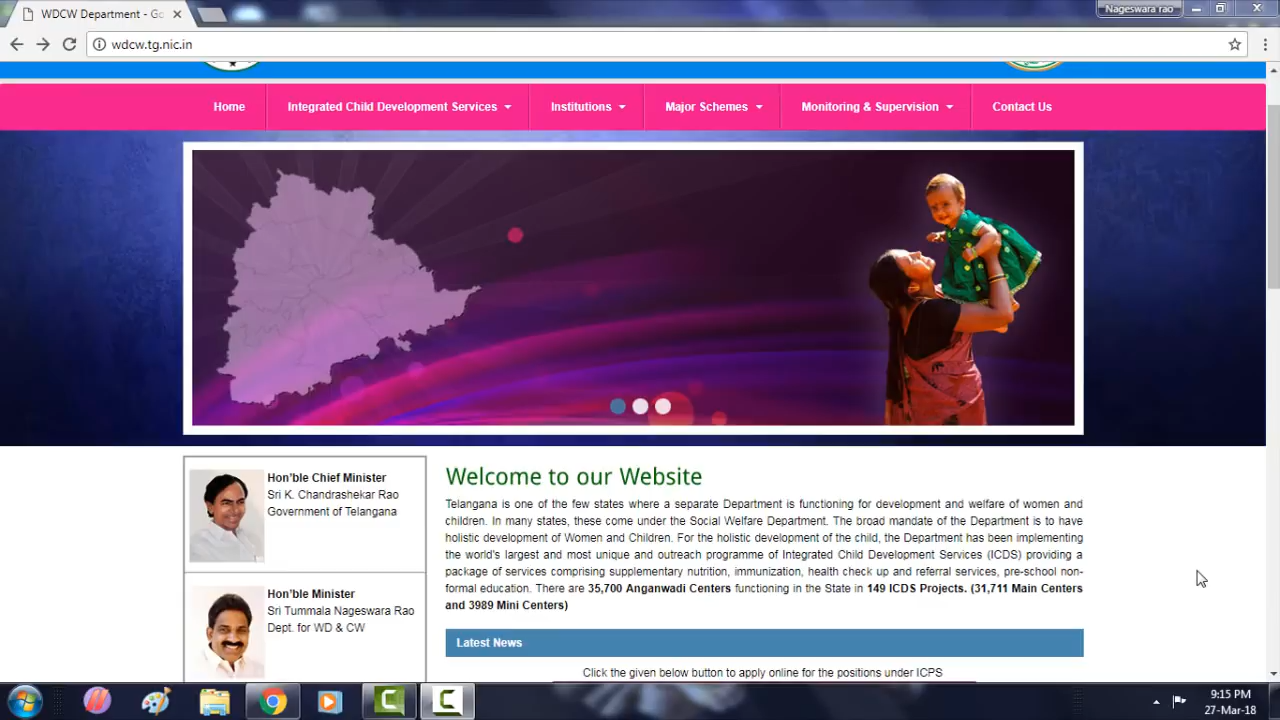 WDCW Department - Go
Nageswara rao
wdcw.tg.nic.in
Home
Integrated Child Development Services
Institutions
Major Schemes
Monitoring & Supervision
Contact Us
Hon'ble Chief Minister
Sri K. Chandrashekar Rao
Government of Telangana
Hon'ble Minister
Sri Tummala Nageswara Rao
Dept. for WD & CW
Welcome to our Website
Telangana is one of the few states where a separate Department is functioning for development and welfare of women and
children. In many states, these come under the Social Welfare Department. The broad mandate of the Department is to have
holistic development of Women and Children. For the holistic development of the child, the Department has been implementing
the world's largest and most unique and outreach programme of Integrated Child Development Services (ICDS) providing a
package of services comprising supplementary nutrition, immunization, health check up and referral services, pre-school non-
formal education. There are 35,700 Anganwadi Centers functioning in the State in 149 ICDS Projects. (31,711 Main Centers
and 3989 Mini Centers)
Latest News
Click the given below button to apply online for the positions under ICPS
9:15 PM
27-Mar-18